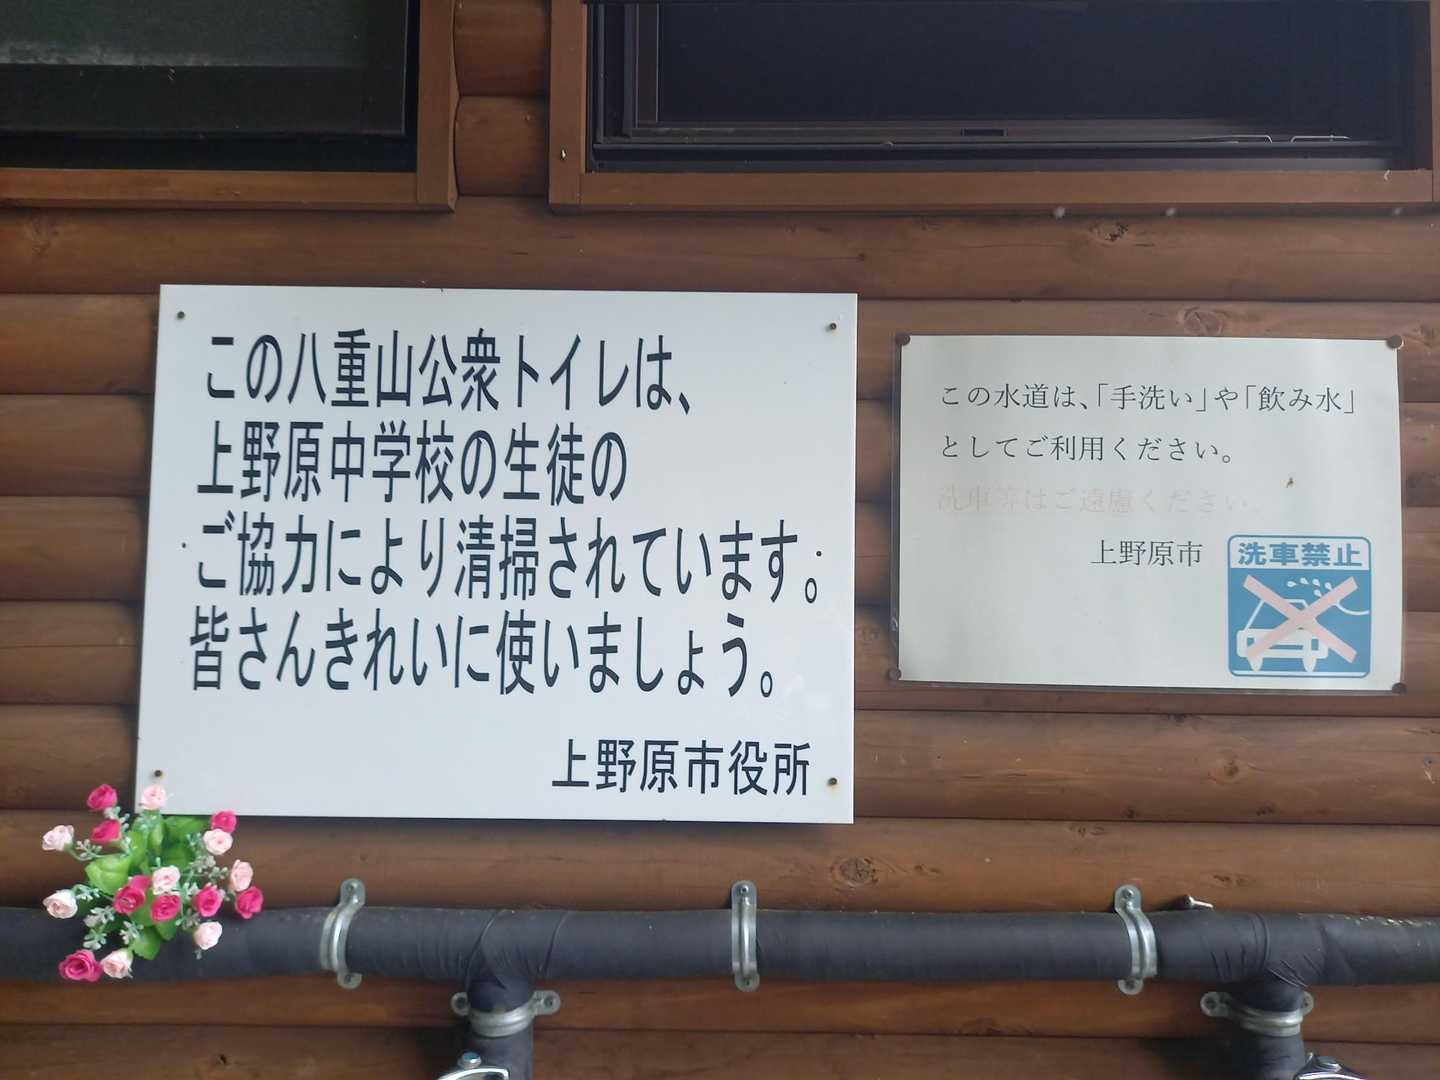 この八重山公衆トイレは、
上野原中学校の生徒の
ご協力により清掃されています。
皆さんきれいに使いましょう。
上野原市役所
この水道は、「手洗い」や「飲み水」
としてご利用ください。
洗車等はご遠慮ください。
上野原市
洗車禁止